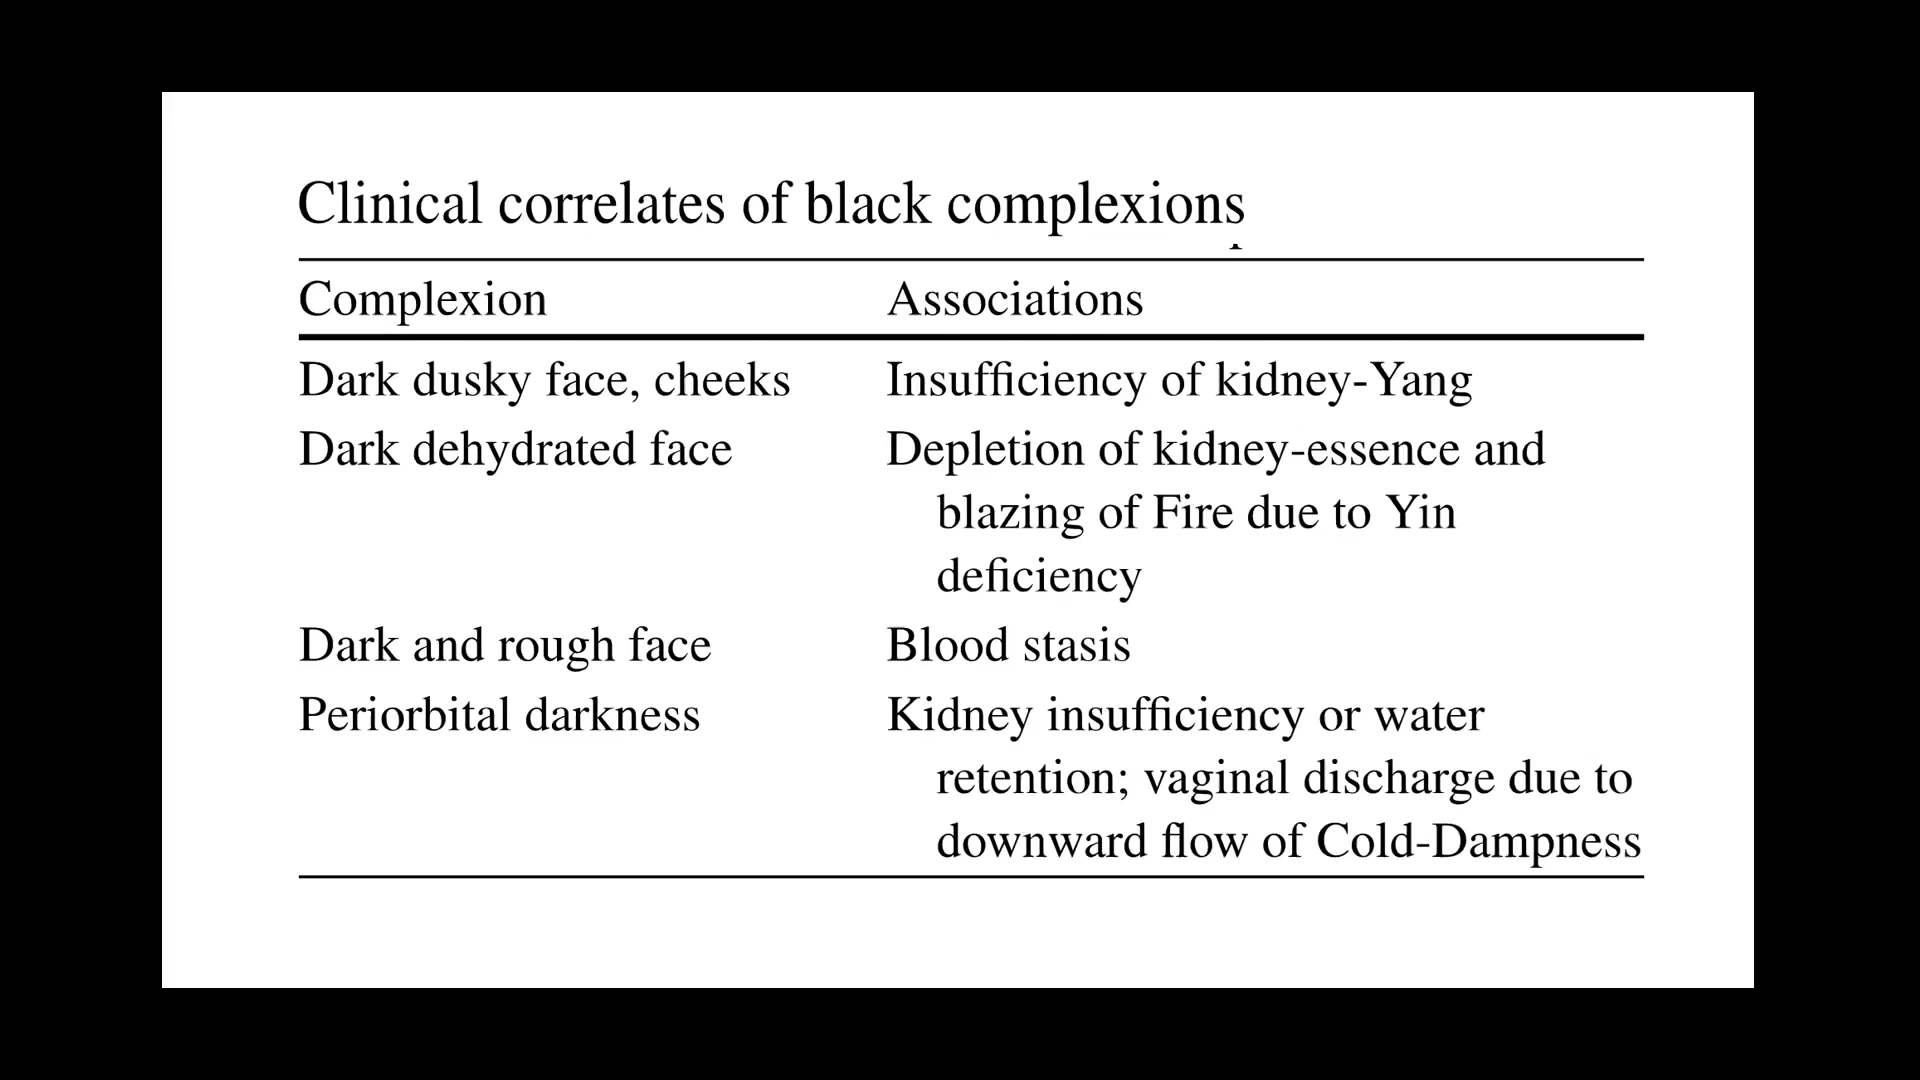 Clinical correlates of black complexions
Complexion Associations
Dark dusky face, cheeks Insufficiency of kidney-Yang
Dark dehydrated face Depletion of kidney-essence and
blazing of Fire due to Yin
deficiency
Dark and rough face Blood stasis
Periorbital darkness Kidney insufficiency or water
retention; vaginal discharge due to
downward flow of Cold-Dampness